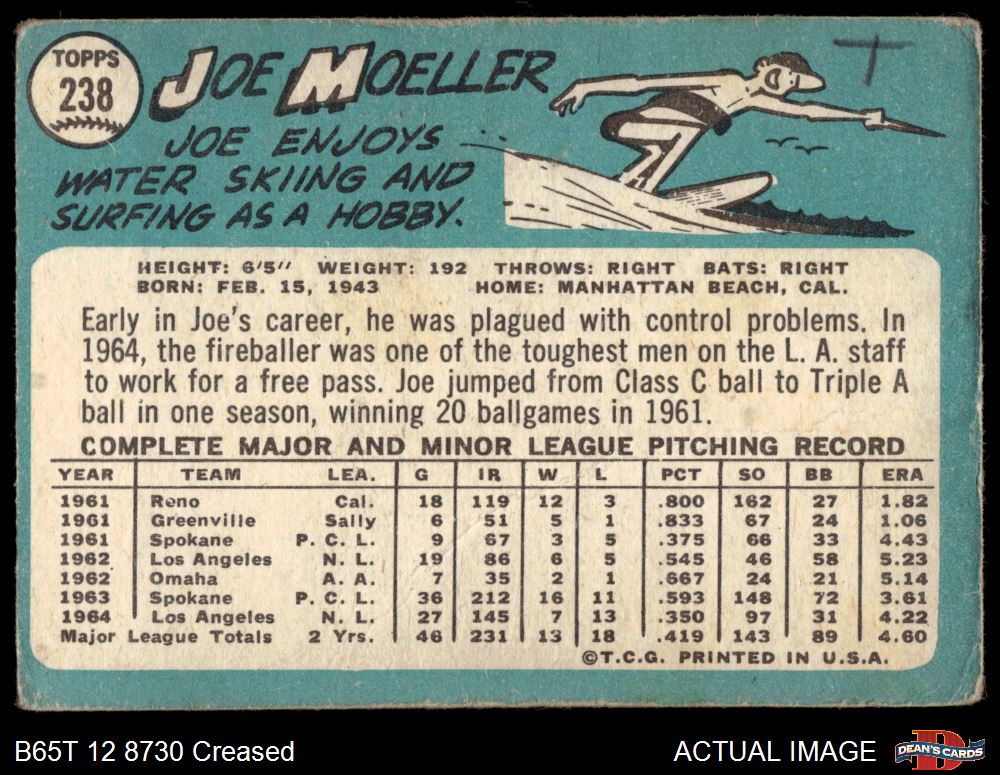 TOPPS
238
JOE MOELLER
JOE ENJOYS
WATER SKIING AND
SURFING AS A HOBBY.
HEIGHT: 6'5" WEIGHT: 192 THROWS: RIGHT BATS: RIGHT
BORN: FEB. 15, 1943 HOME: MANHATTAN BEACH, CAL.
Early in Joe's career, he was plagued with control problems. In
1964, the fireballer was one of the toughest men on the L. A. staff
to work for a free pass. Joe jumped from Class C ball to Triple A
ball in one season, winning 20 ballgames in 1961.
COMPLETE MAJOR AND MINOR LEAGUE PITCHING RECORD
YEAR TEAM LEA. G IR W L PCT SO BB ERA
1961 Reno Cal. 18 119 12 3 .800 162 27 1.82
1961 Greenville Sally 6 51 5 1 .833 67 24 1.06
1961 Spokane P. C. L. 9 67 3 5 .375 66 33 4.43
1962 Los Angeles N. L. 19 86 6 5 .545 46 58 5.23
1962 Omaha A. A. 7 35 2 1 .667 24 21 5.14
1963 Spokane P. C. L. 36 212 16 11 .593 148 72 3.61
1964 Los Angeles N. L. 27 145 7 13 .350 97 31 4.22
Major League Totals 2 Yrs. 46 231 13 18 .419 143 89 4.60
©T.C.G. PRINTED IN U.S.A.
B65T 12 8730 Creased ACTUAL IMAGE
DEAN'S CARDS